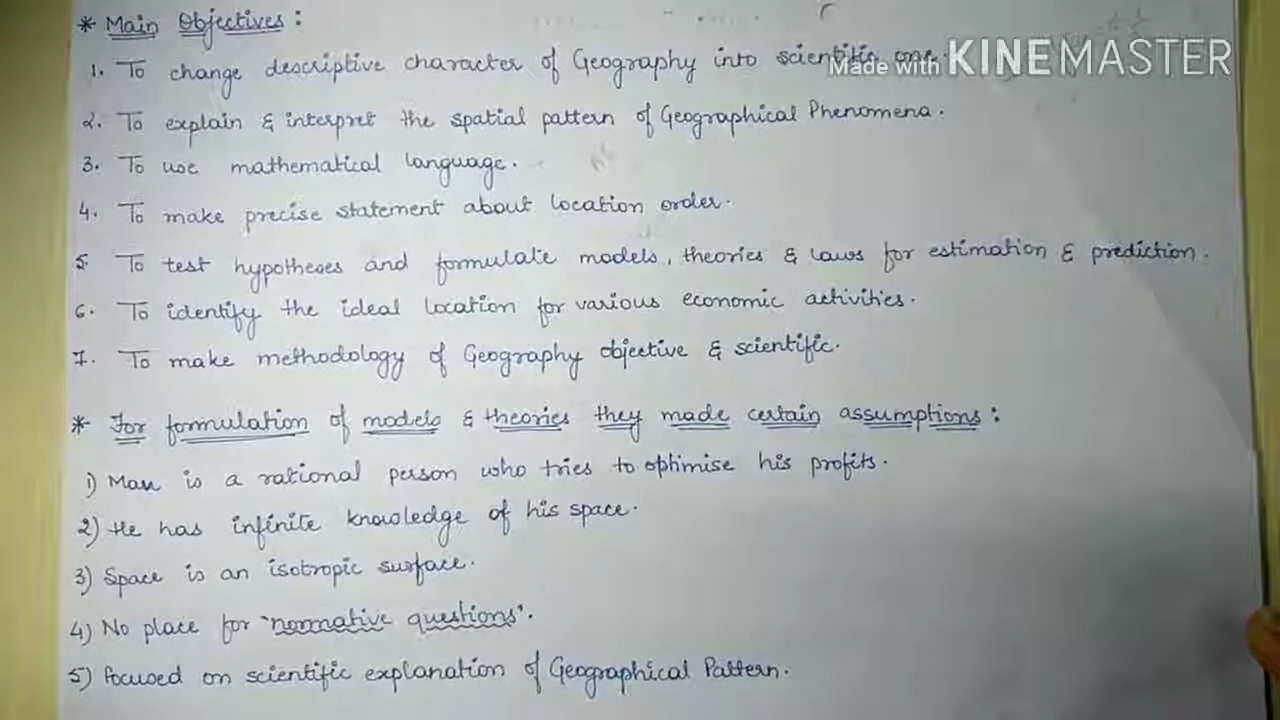 * Main Objectives :
Made with KINEMASTER
1. To change descriptive character of Geography into scientific one.
2. To explain & interpret the spatial pattern of Geographical Phenomena.
3. To use mathematical language.
4. To make precise statement about location order.
5. To test hypotheses and formulate models, theories & laws for estimation & prediction.
6. To identify the ideal location for various economic activities.
7. To make methodology of Geography objective & scientific.
* For formulation of models & theories they made certain assumptions :
1) Man is a rational person who tries to optimise his profits.
2) He has infinite knowledge of his space.
3) Space is an isotropic surface.
4) No place for "normative questions".
5) Focused on scientific explanation of Geographical Pattern.